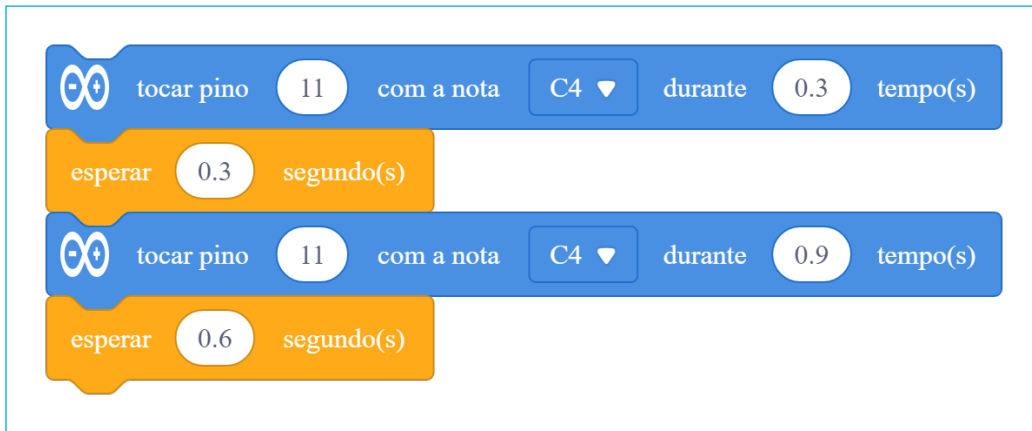 tocar pino 11 com a nota C4 durante 0.3 tempo(s)
esperar 0.3 segundo(s)
tocar pino 11 com a nota C4 durante 0.9 tempo(s)
esperar 0.6 segundo(s)